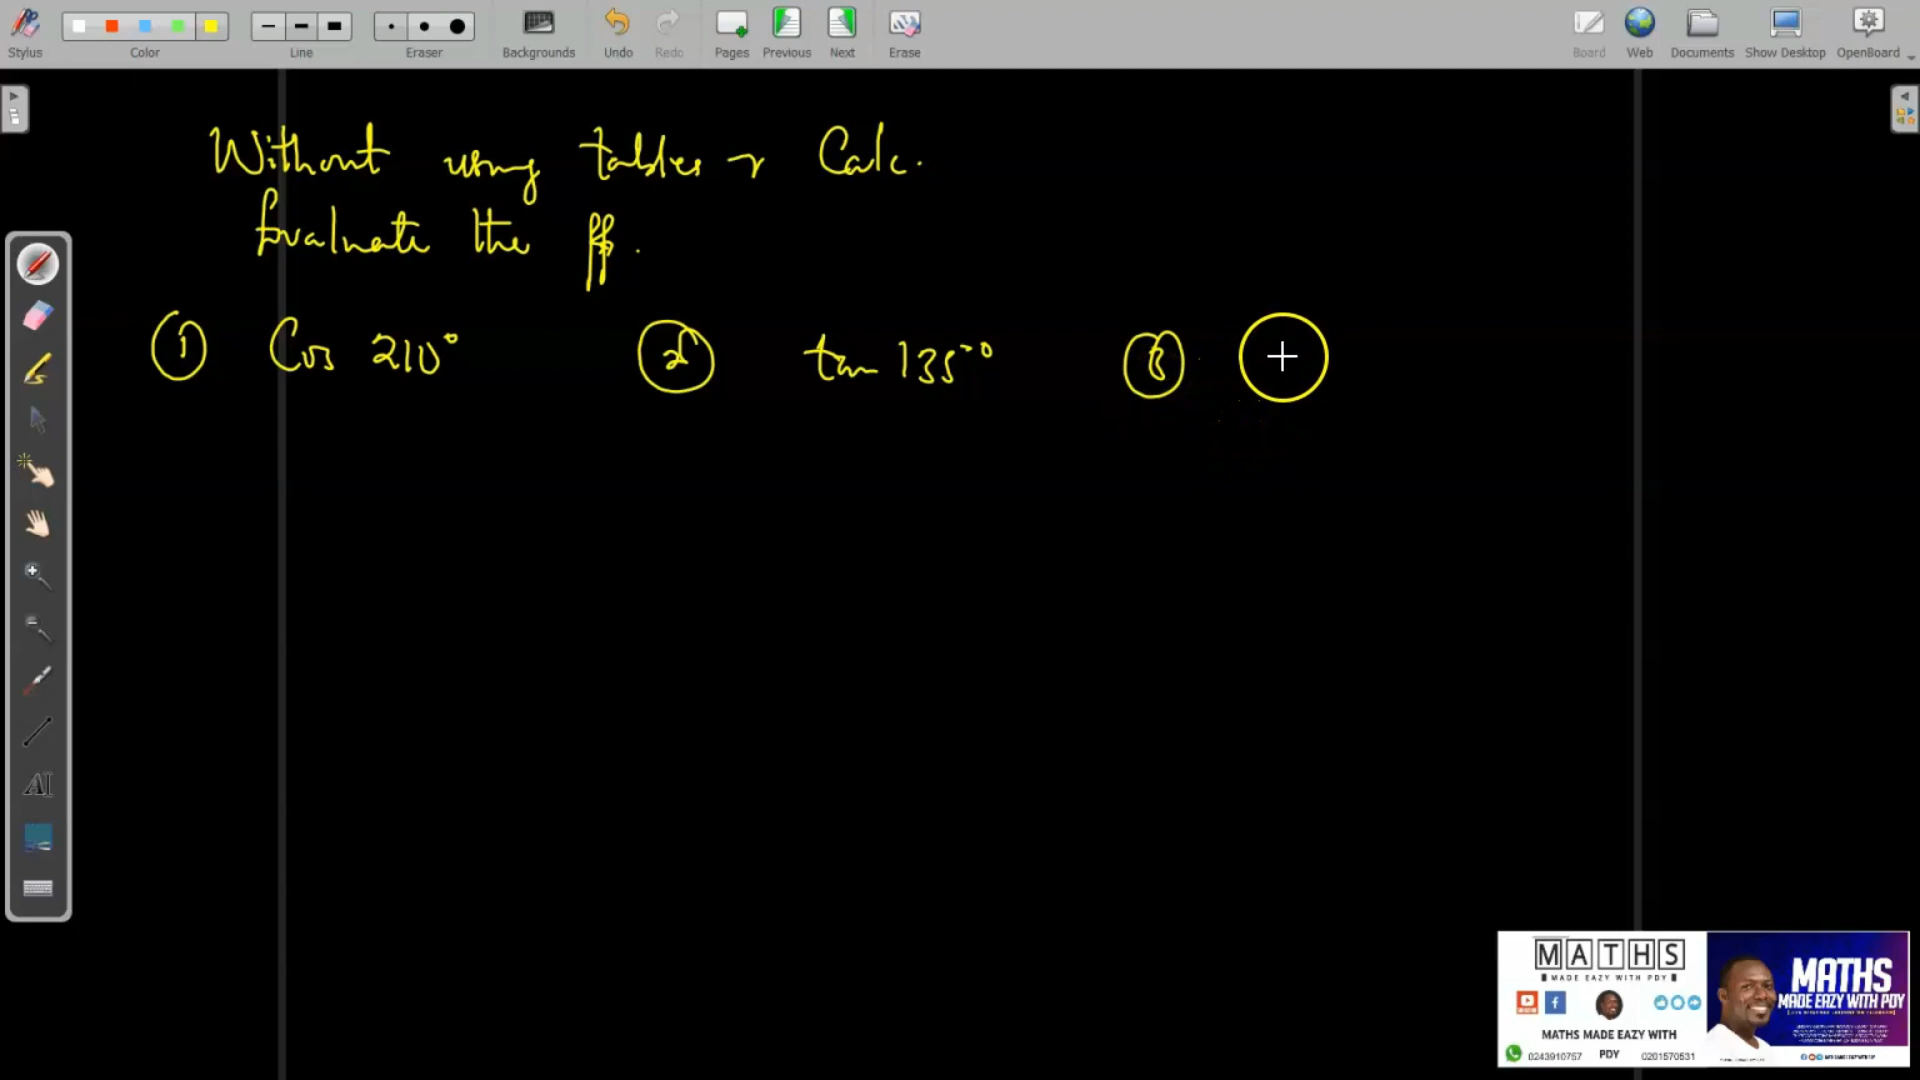 Stylus Color Line Eraser Backgrounds Undo Redo Pages Previous Next Erase Board Web Documents Show Desktop OpenBoard
Without using tables or Calc.
Evaluate the ff.
① Cos 210° ② tan 135° ③
AI
MATHS
MADE EAZY WITH PDY
MATHS MADE EAZY WITH
PDY
0243910757
0201570531
MATHS
MADE EAZY WITH PDY